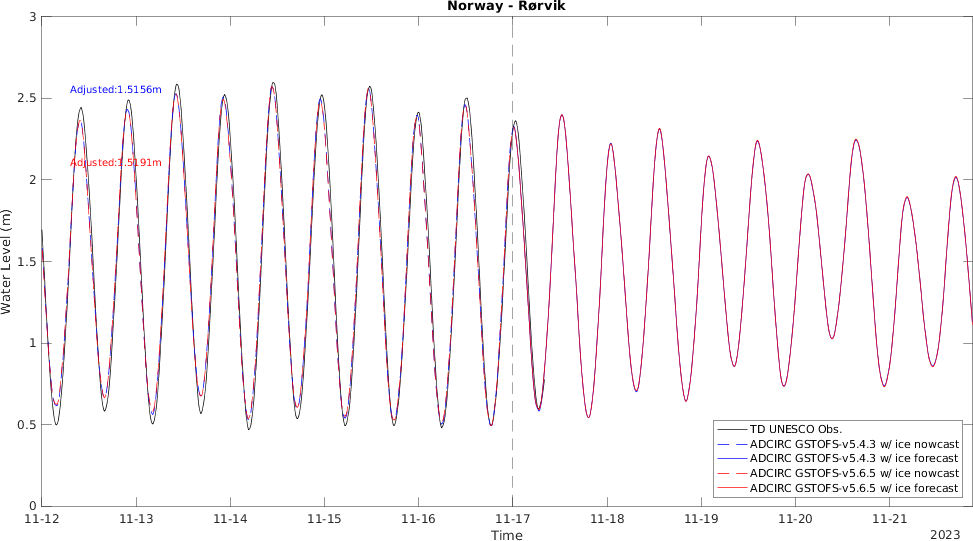 Norway - Rørvik
3
2.5
2
1.5
1
0.5
0
Water Level (m)
Adjusted:1.5156m
Adjusted:1.5191m
TD UNESCO Obs.
ADCIRC GSTOFS-v5.4.3 w/ ice nowcast
ADCIRC GSTOFS-v5.4.3 w/ ice forecast
ADCIRC GSTOFS-v5.6.5 w/ ice nowcast
ADCIRC GSTOFS-v5.6.5 w/ ice forecast
11-12 11-13 11-14 11-15 11-16 11-17 11-18 11-19 11-20 11-21
Time
2023